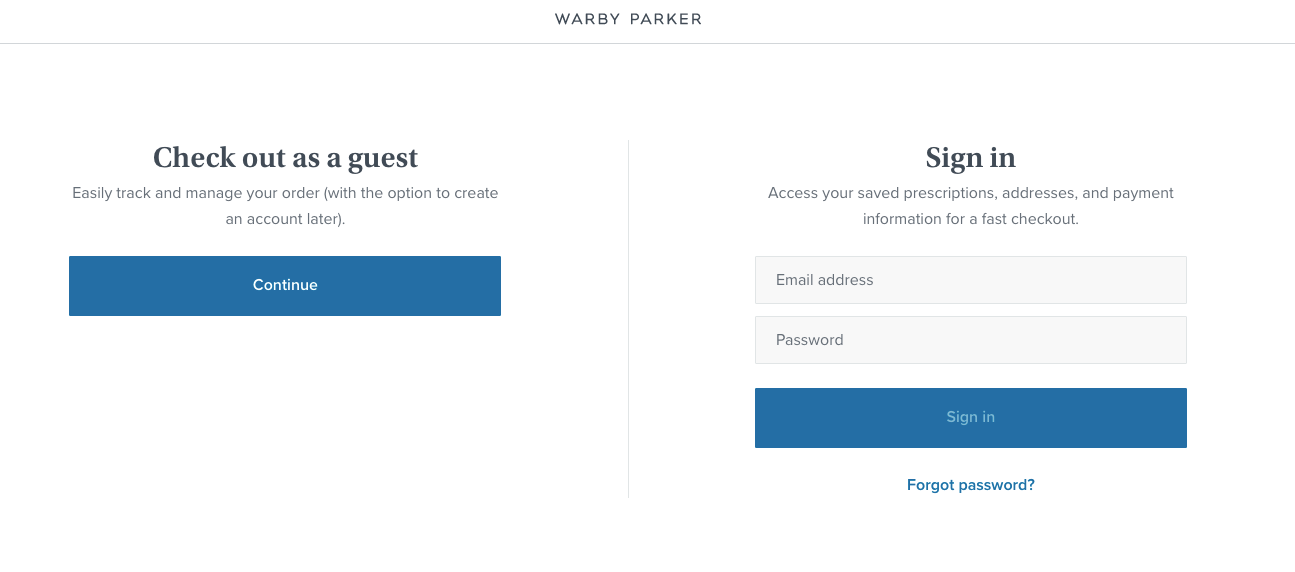 WARBY PARKER
Check out as a guest
Easily track and manage your order (with the option to create
an account later).
Continue
Sign in
Access your saved prescriptions, addresses, and payment
information for a fast checkout.
Email address
Password
Sign in
Forgot password?